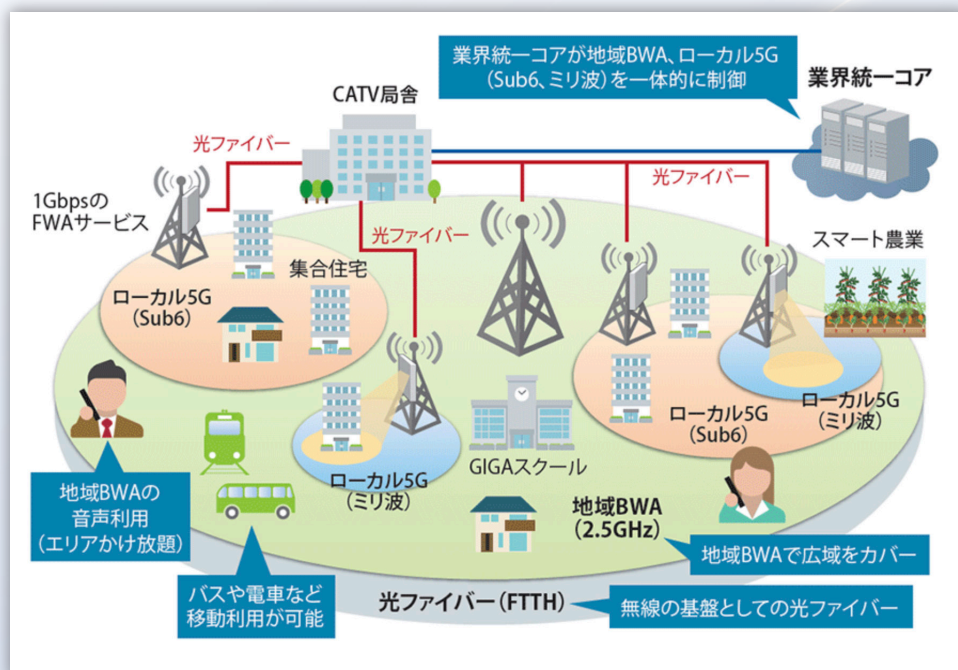 業界統一コアが地域BWA、ローカル5G
(Sub6、ミリ波)を一体的に制御
業界統一コア
CATV局舎
光ファイバー
1Gbpsの
FWAサービス
光ファイバー
光ファイバー
スマート農業
集合住宅
ローカル5G
(Sub6)
ローカル5G
(ミリ波)
ローカル5G
(Sub6)
GIGAスクール
ローカル5G
(ミリ波)
地域BWAの
音声利用
(エリアかけ放題)
地域BWA
(2.5GHz)
地域BWAで広域をカバー
バスや電車など
移動利用が可能
光ファイバー(FTTH)
無線の基盤としての光ファイバー